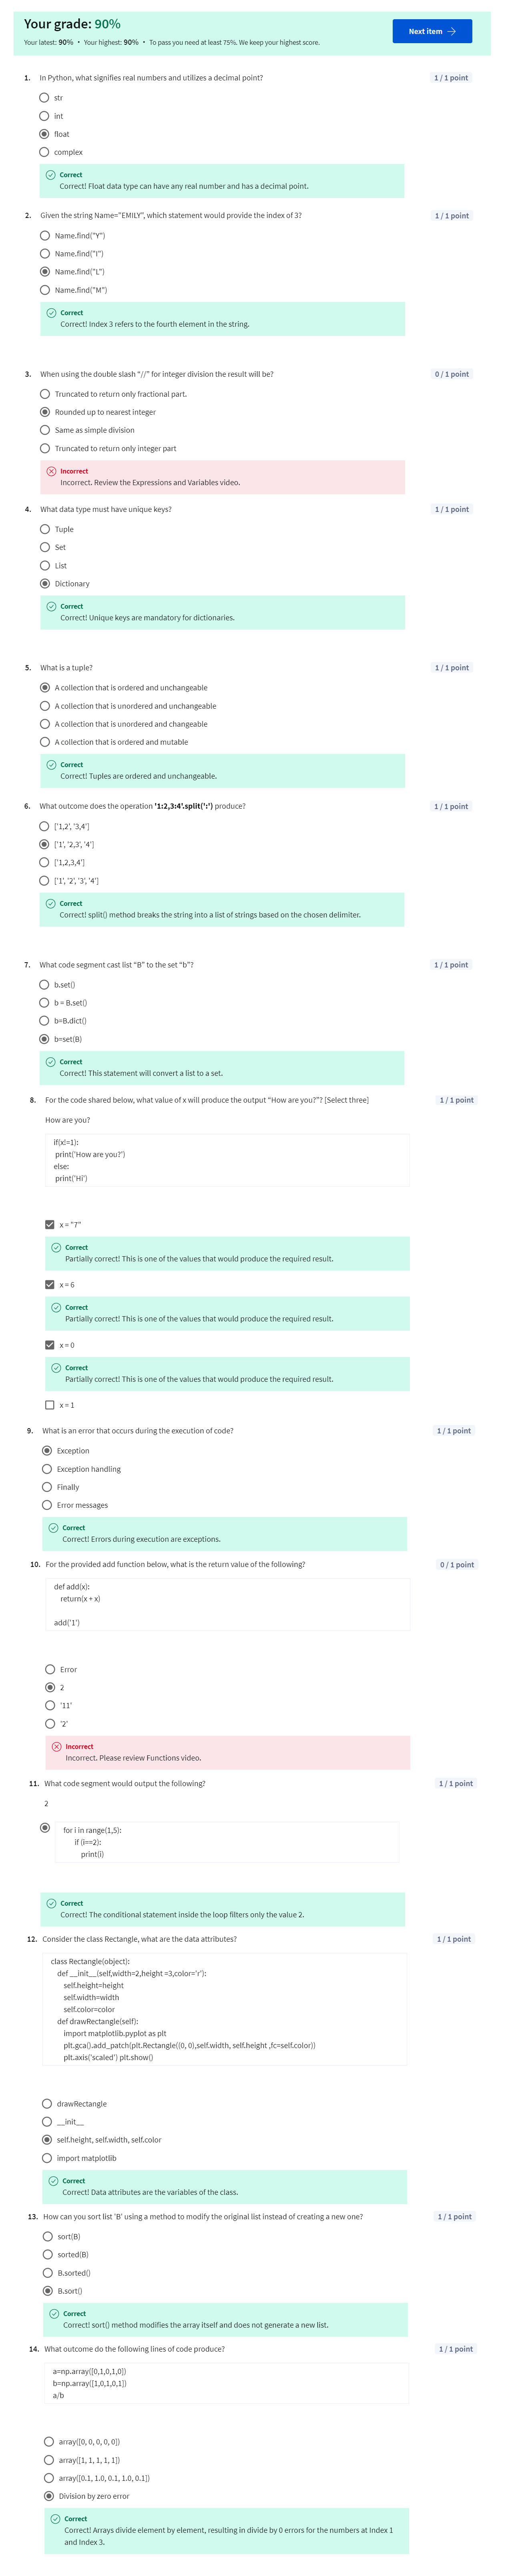 Your grade: 90%
Your latest: 90% • Your highest: 90% • To pass you need at least 75%. We keep your highest score.
Next item →
1. In Python, what signifies real numbers and utilizes a decimal point? 1 / 1 point
str
int
float
complex
Correct
Correct! Float data type can have any real number and has a decimal point.
2. Given the string Name="EMILY", which statement would provide the index of 3? 1 / 1 point
Name.find("Y")
Name.find("I")
Name.find("L")
Name.find("M")
Correct
Correct! Index 3 refers to the fourth element in the string.
3. When using the double slash “//” for integer division the result will be? 0 / 1 point
Truncated to return only fractional part.
Rounded up to nearest integer
Same as simple division
Truncated to return only integer part
Incorrect
Incorrect. Review the Expressions and Variables video.
4. What data type must have unique keys? 1 / 1 point
Tuple
Set
List
Dictionary
Correct
Correct! Unique keys are mandatory for dictionaries.
5. What is a tuple? 1 / 1 point
A collection that is ordered and unchangeable
A collection that is unordered and unchangeable
A collection that is unordered and changeable
A collection that is ordered and mutable
Correct
Correct! Tuples are ordered and unchangeable.
6. What outcome does the operation '1:2,3:4'.split(':') produce? 1 / 1 point
['1,2', '3,4']
['1', '2,3', '4']
['1,2,3,4']
['1', '2', '3', '4']
Correct
Correct! split() method breaks the string into a list of strings based on the chosen delimiter.
7. What code segment cast list “B” to the set “b”? 1 / 1 point
b.set()
b = B.set()
b=B.dict()
b=set(B)
Correct
Correct! This statement will convert a list to a set.
8. For the code shared below, what value of x will produce the output “How are you?”? [Select three] 1 / 1 point
How are you?
if(x!=1):
print('How are you?')
else:
print('Hi')
x = "7"
Correct
Partially correct! This is one of the values that would produce the required result.
x = 6
Correct
Partially correct! This is one of the values that would produce the required result.
x = 0
Correct
Partially correct! This is one of the values that would produce the required result.
x = 1
9. What is an error that occurs during the execution of code? 1 / 1 point
Exception
Exception handling
Finally
Error messages
Correct
Correct! Errors during execution are exceptions.
10. For the provided add function below, what is the return value of the following? 0 / 1 point
def add(x):
return(x + x)
add('1')
Error
2
'11'
'2'
Incorrect
Incorrect. Please review Functions video.
11. What code segment would output the following? 1 / 1 point
2
for i in range(1,5):
if (i==2):
print(i)
Correct
Correct! The conditional statement inside the loop filters only the value 2.
12. Consider the class Rectangle, what are the data attributes? 1 / 1 point
class Rectangle(object):
def __init__(self,width=2,height =3,color='r'):
self.height=height
self.width=width
self.color=color
def drawRectangle(self):
import matplotlib.pyplot as plt
plt.gca().add_patch(plt.Rectangle((0, 0),self.width, self.height ,fc=self.color))
plt.axis('scaled') plt.show()
drawRectangle
__init__
self.height, self.width, self.color
import matplotlib
Correct
Correct! Data attributes are the variables of the class.
13. How can you sort list 'B' using a method to modify the original list instead of creating a new one? 1 / 1 point
sort(B)
sorted(B)
B.sorted()
B.sort()
Correct
Correct! sort() method modifies the array itself and does not generate a new list.
14. What outcome do the following lines of code produce? 1 / 1 point
a=np.array([0,1,0,1,0])
b=np.array([1,0,1,0,1])
a/b
array([0, 0, 0, 0, 0])
array([1, 1, 1, 1, 1])
array([0.1, 1.0, 0.1, 1.0, 0.1])
Division by zero error
Correct
Correct! Arrays divide element by element, resulting in divide by 0 errors for the numbers at Index 1
and Index 3.